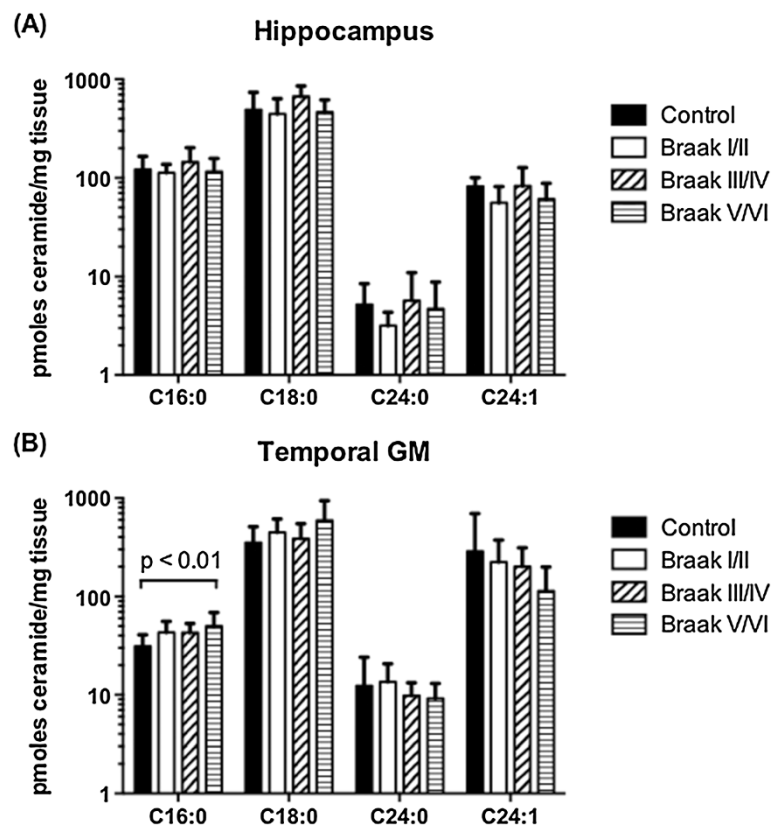 (A)
Hippocampus
pmoles ceramide/mg tissue
1000
100
10
1
C16:0 C18:0 C24:0 C24:1
Control
Braak I/II
Braak III/IV
Braak V/VI
(B)
Temporal GM
pmoles ceramide/mg tissue
1000
100
10
1
p < 0.01
C16:0 C18:0 C24:0 C24:1
Control
Braak I/II
Braak III/IV
Braak V/VI